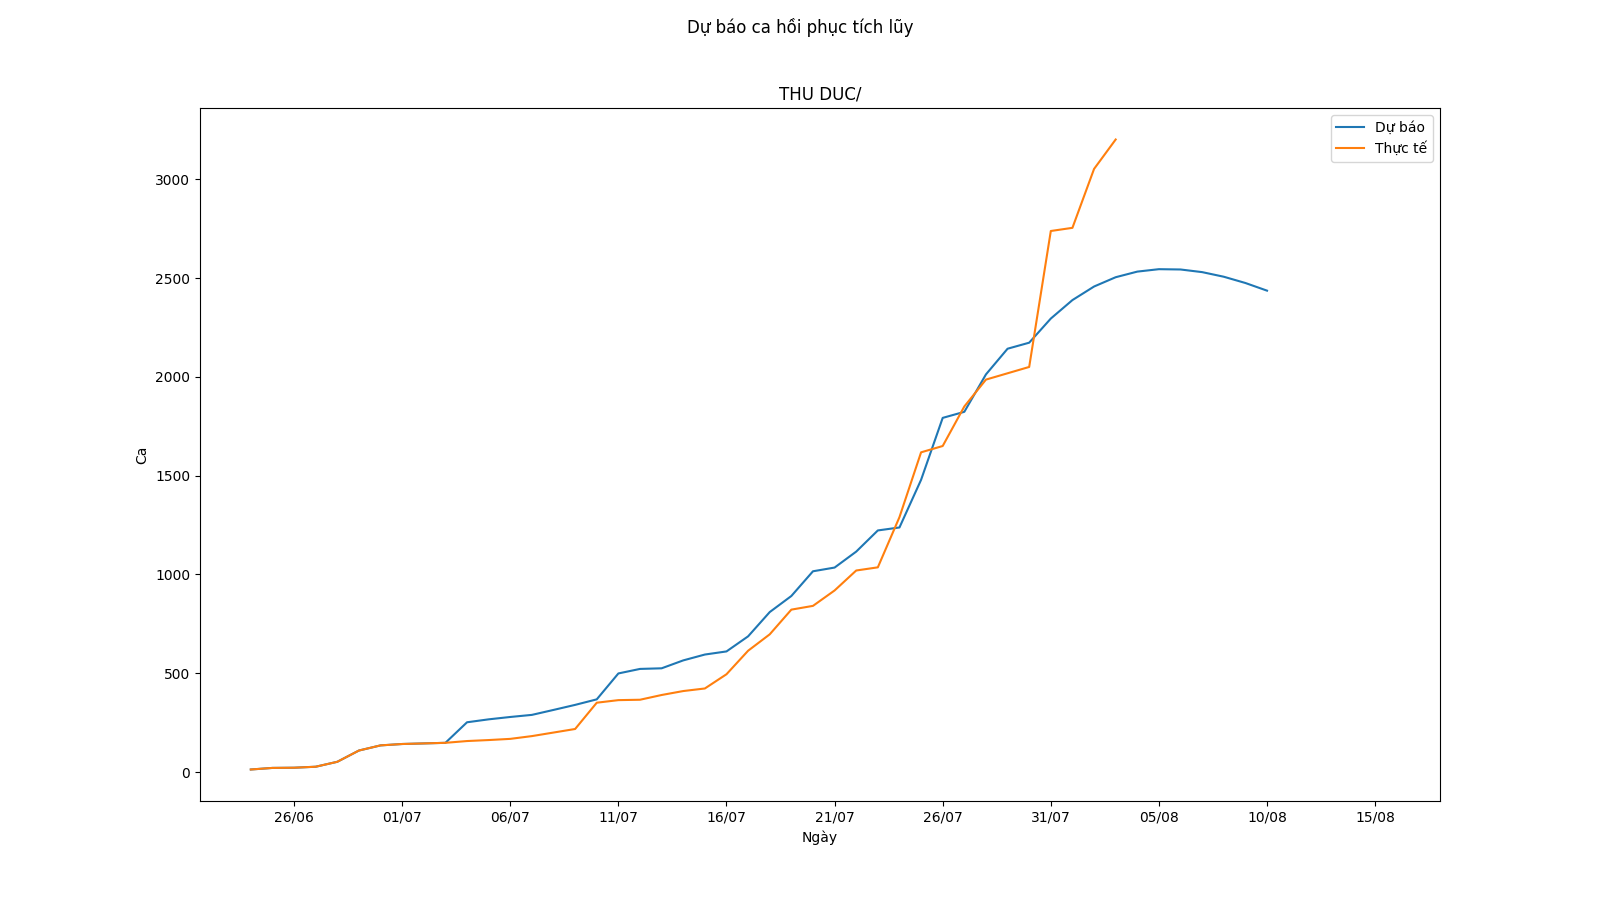 Dự báo ca hồi phục tích lũy
THU DUC/
Dự báo
Thực tế
3000
2500
2000
1500
1000
500
0
Ca
26/06 01/07 06/07 11/07 16/07 21/07 26/07 31/07 05/08 10/08 15/08
Ngày